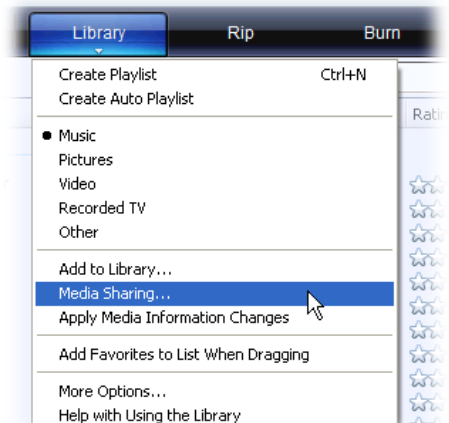 Library Rip Burn
Create Playlist Ctrl+N
Create Auto Playlist
Music
Pictures
Video
Recorded TV
Other
Add to Library...
Media Sharing...
Apply Media Information Changes
Add Favorites to List When Dragging
More Options...
Help with Using the Library